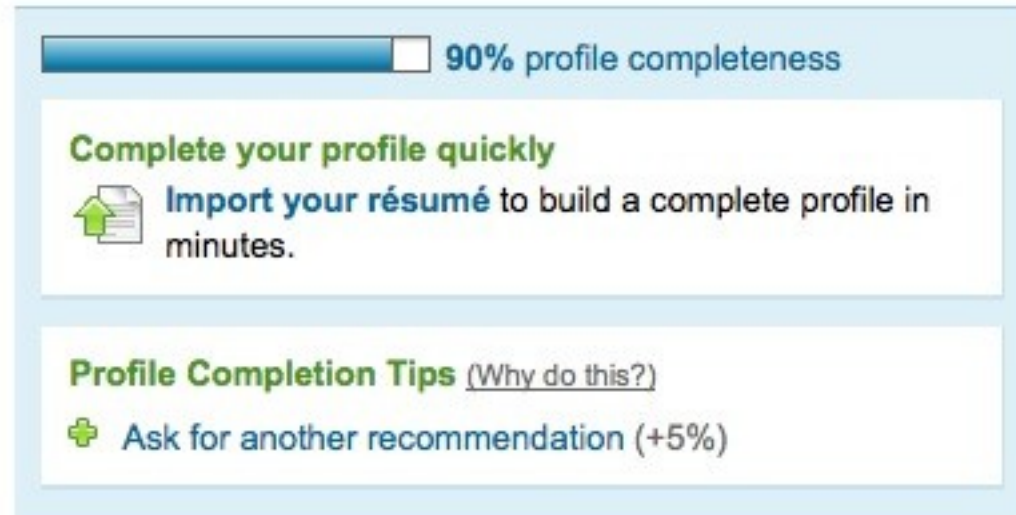 90% profile completeness
Complete your profile quickly
Import your résumé to build a complete profile in
minutes.
Profile Completion Tips (Why do this?)
Ask for another recommendation (+5%)